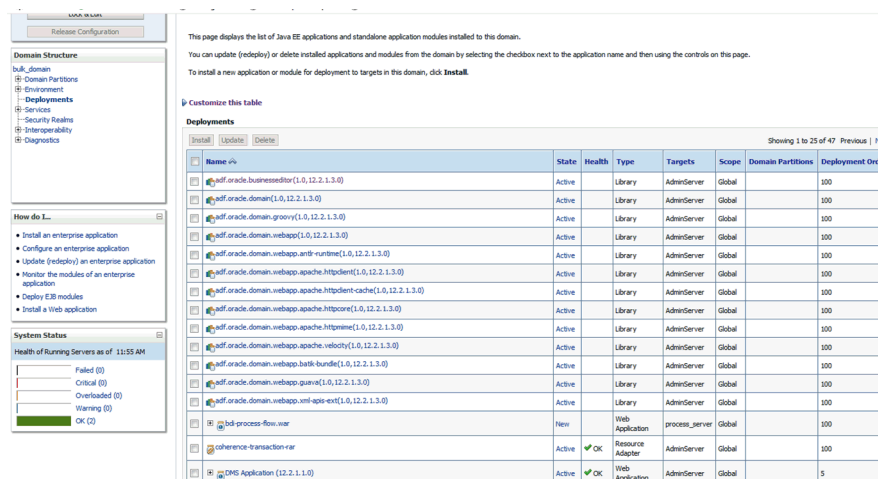 Lock & Edit
Release Configuration
Domain Structure
bulk_domain
Domain Partitions
Environment
Deployments
Services
Security Realms
Interoperability
Diagnostics
How do I...
Install an enterprise application
Configure an enterprise application
Update (redeploy) an enterprise application
Monitor the modules of an enterprise
application
Deploy EJB modules
Install a Web application
System Status
Health of Running Servers as of 11:55 AM
Failed (0)
Critical (0)
Overloaded (0)
Warning (0)
OK (2)
This page displays the list of Java EE applications and standalone application modules installed to this domain.
You can update (redeploy) or delete installed applications and modules from the domain by selecting the checkbox next to the application name and then using the controls on this page.
To install a new application or module for deployment to targets in this domain, click Install.
Customize this table
Deployments
Install Update Delete Showing 1 to 25 of 47 Previous | N
Name State Health Type Targets Scope Domain Partitions Deployment Ord
adf.oracle.businesseditor(1.0,12.2.1.3.0) Active Library AdminServer Global 100
adf.oracle.domain(1.0,12.2.1.3.0) Active Library AdminServer Global 100
adf.oracle.domain.groovy(1.0,12.2.1.3.0) Active Library AdminServer Global 100
adf.oracle.domain.webapp(1.0,12.2.1.3.0) Active Library AdminServer Global 100
adf.oracle.domain.webapp.antlr-runtime(1.0,12.2.1.3.0) Active Library AdminServer Global 100
adf.oracle.domain.webapp.apache.httpclient(1.0,12.2.1.3.0) Active Library AdminServer Global 100
adf.oracle.domain.webapp.apache.httpclient-cache(1.0,12.2.1.3.0) Active Library AdminServer Global 100
adf.oracle.domain.webapp.apache.httpcore(1.0,12.2.1.3.0) Active Library AdminServer Global 100
adf.oracle.domain.webapp.apache.httpmime(1.0,12.2.1.3.0) Active Library AdminServer Global 100
adf.oracle.domain.webapp.apache.velocity(1.0,12.2.1.3.0) Active Library AdminServer Global 100
adf.oracle.domain.webapp.batik-bundle(1.0,12.2.1.3.0) Active Library AdminServer Global 100
adf.oracle.domain.webapp.guava(1.0,12.2.1.3.0) Active Library AdminServer Global 100
adf.oracle.domain.webapp.xml-apis-ext(1.0,12.2.1.3.0) Active Library AdminServer Global 100
bdi-process-flow.war New Web Application process_server Global 100
coherence-transaction-rar Active OK Resource Adapter AdminServer Global 100
DMS Application (12.2.1.1.0) Active OK Web Application AdminServer Global 5